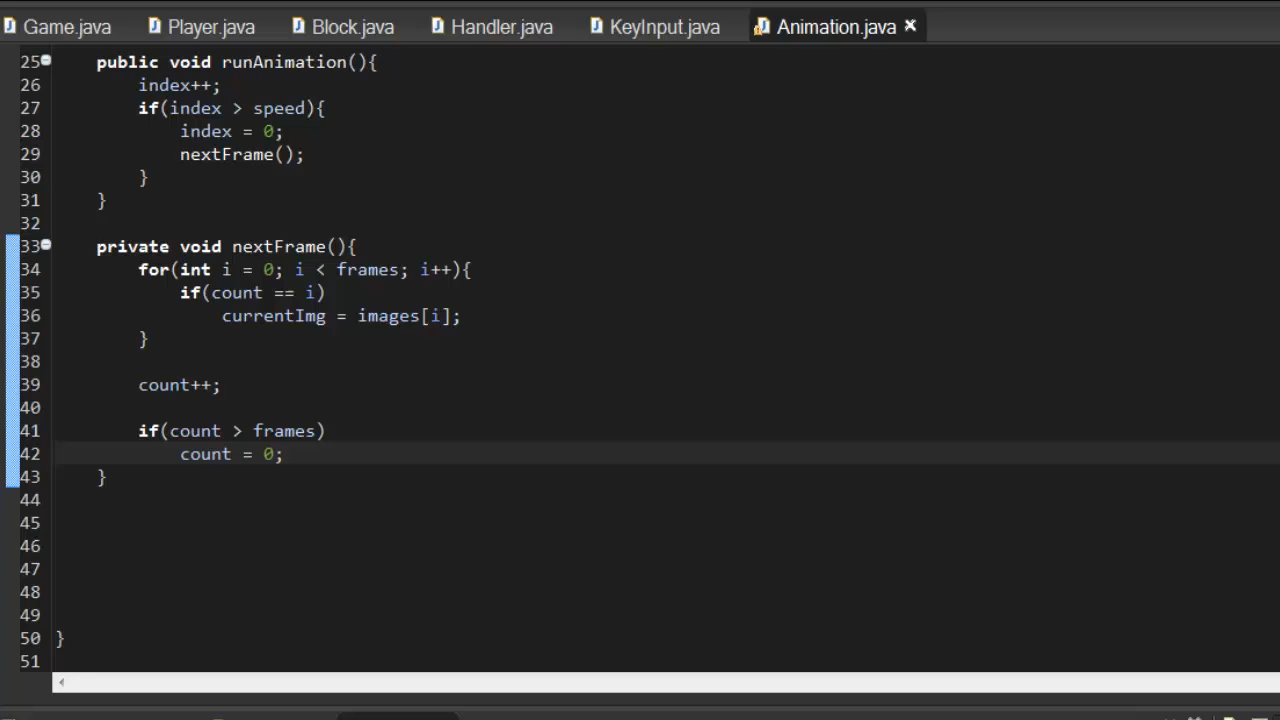 Game.java Player.java Block.java Handler.java KeyInput.java Animation.java
25 public void runAnimation(){
26 index++;
27 if(index > speed){
28 index = 0;
29 nextFrame();
30 }
31 }
32
33 private void nextFrame(){
34 for(int i = 0; i < frames; i++){
35 if(count == i)
36 currentImg = images[i];
37 }
38
39 count++;
40
41 if(count > frames)
42 count = 0;
43 }
44
45
46
47
48
49
50 }
51